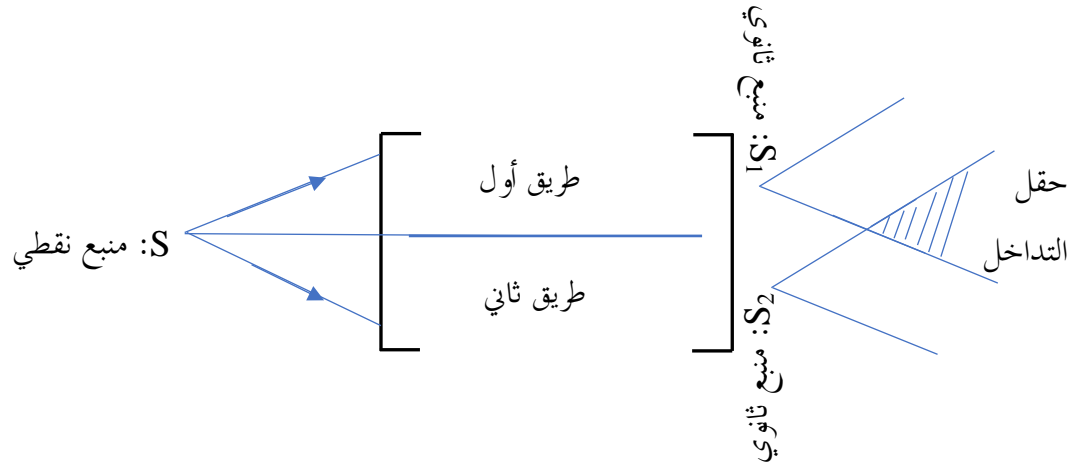 S: منبع نقطي
طريق أول
طريق ثاني
S1: منبع ثانوي
S2: منبع ثانوي
حقل
التداخل